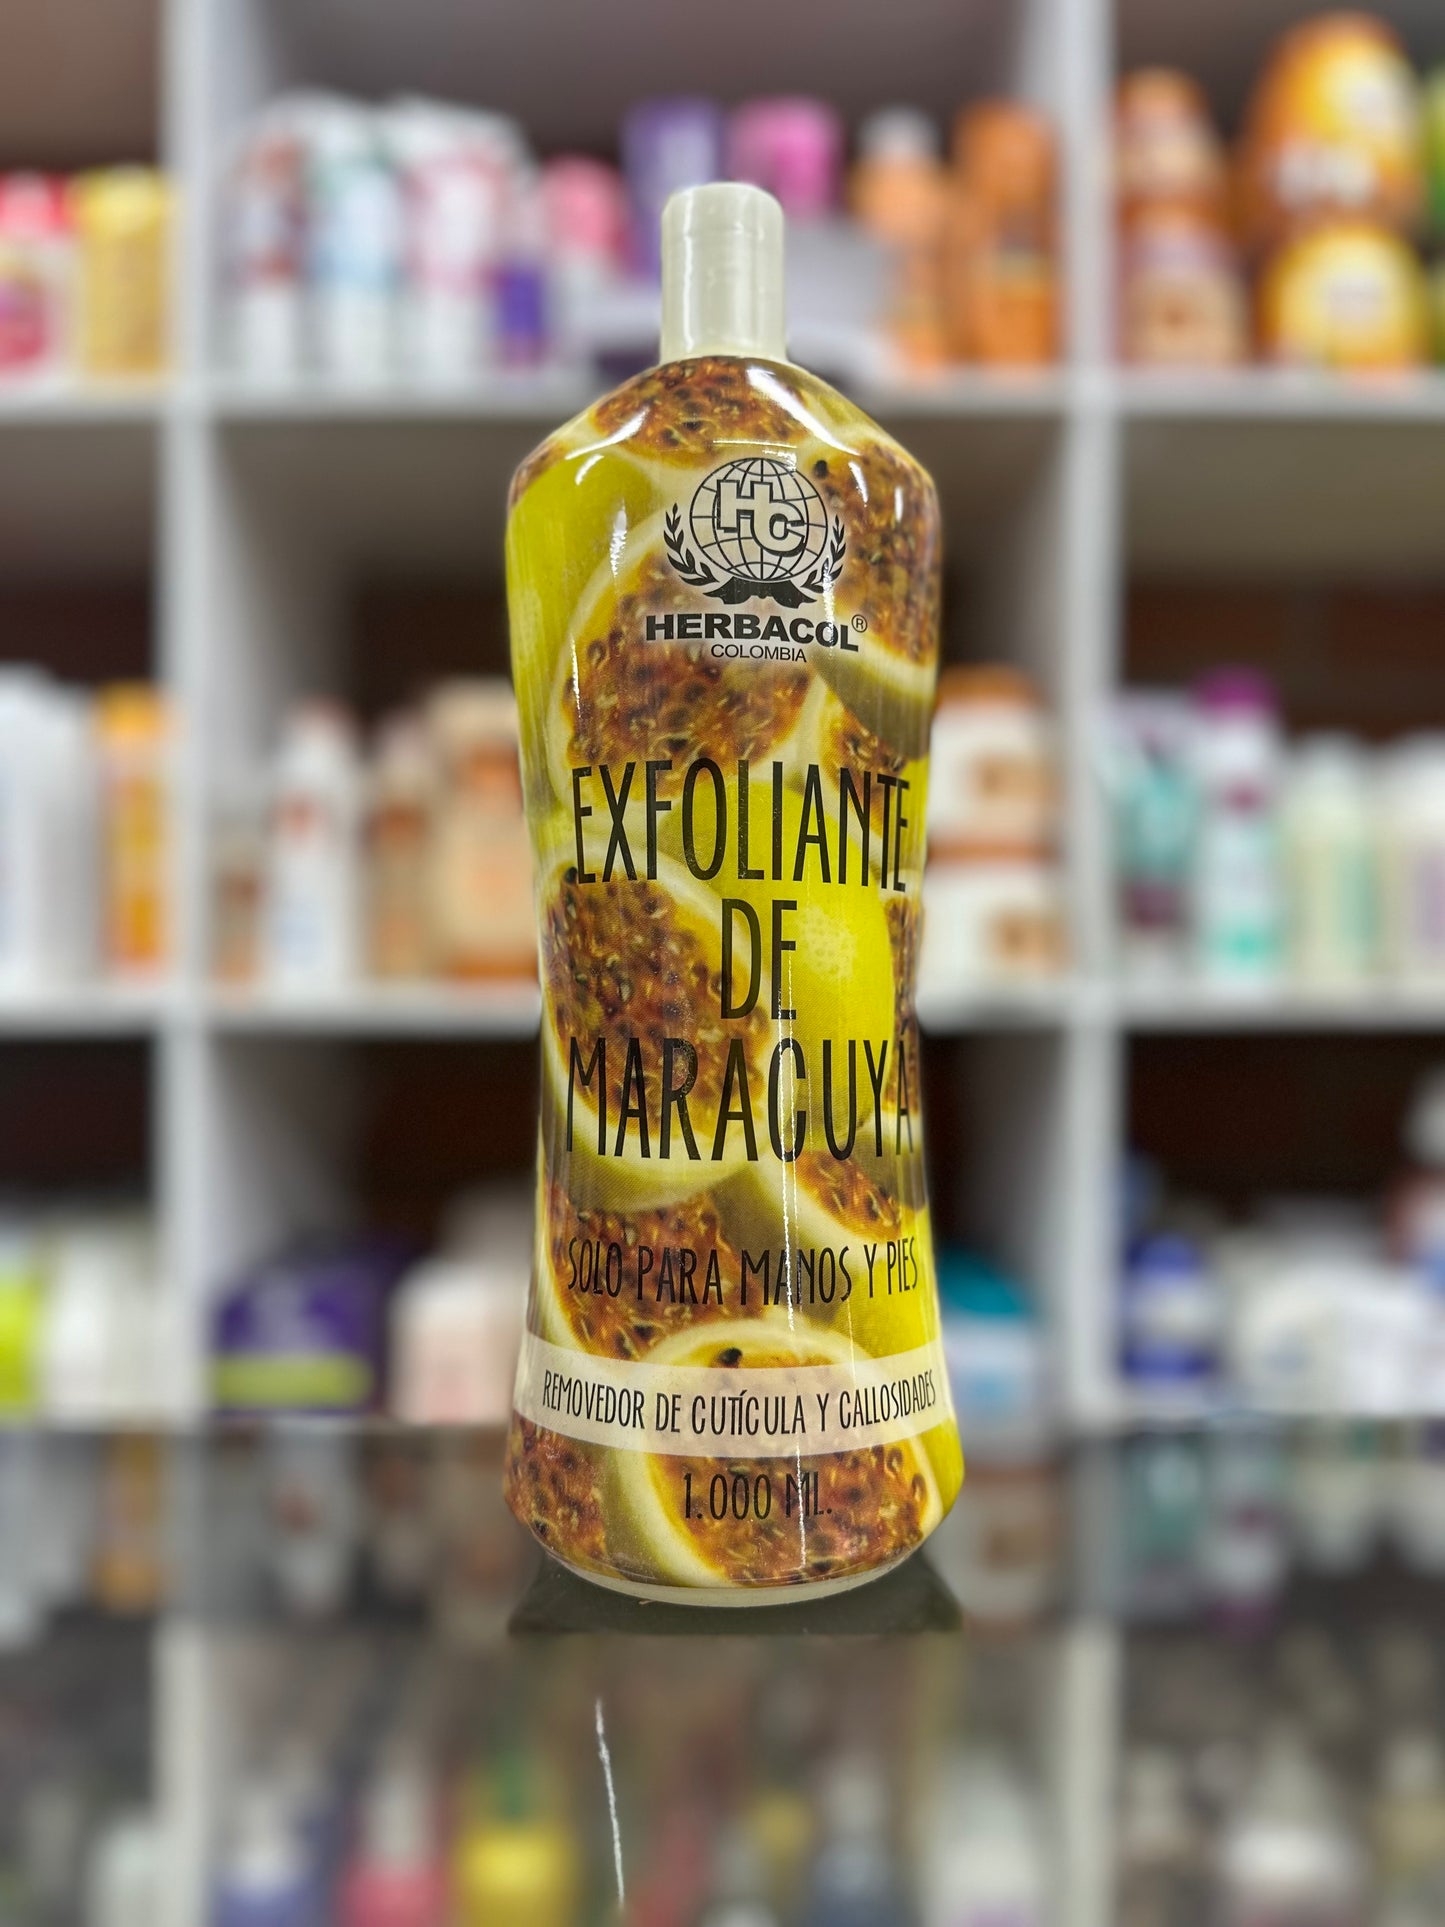 HC
HERBACOL®
COLOMBIA
EXFOLIANTE
DE
MARACUYÁ
SOLO PARA MANOS Y PIES
REMOVEDOR DE CUTÍCULA Y CALLOSIDADES
1.000 ML.